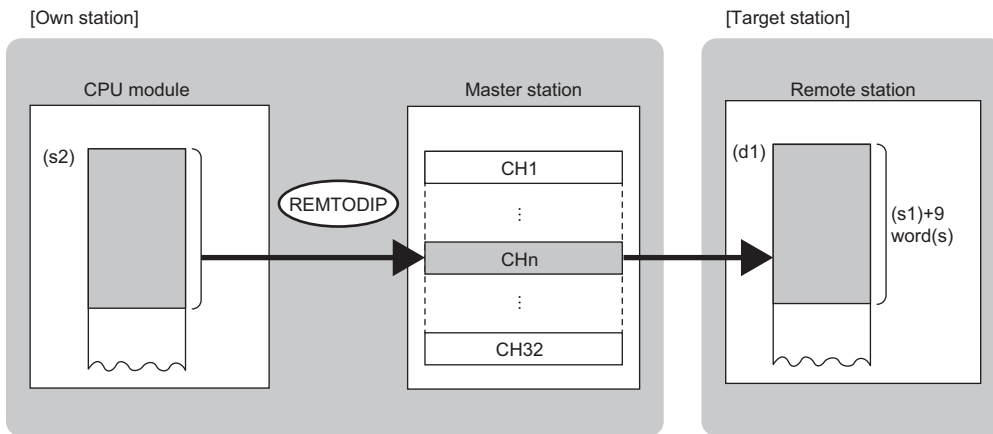 [Own station]
[Target station]
CPU module
Master station
Remote station
(s2)
REMTODIP
CH1
⋮
CHn
⋮
CH32
(d1)
(s1)+9
word(s)